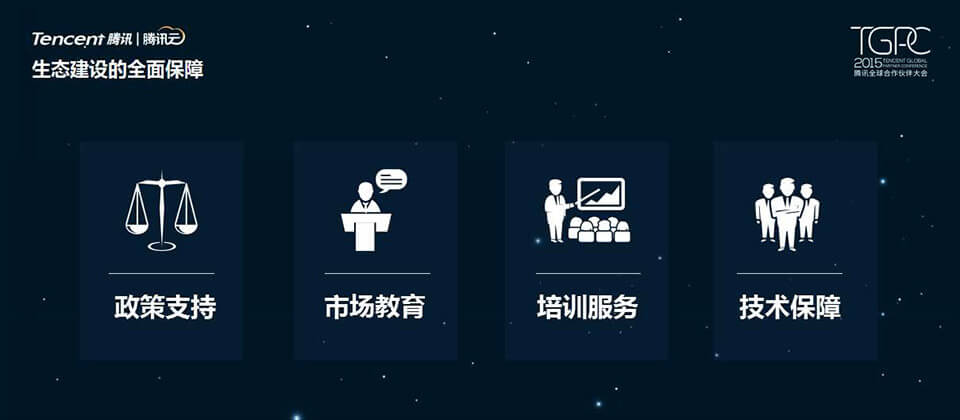 Tencent 腾讯 | 腾讯云
生态建设的全面保障
TGPC
2015 TENCENT GLOBAL
PARTNER CONFERENCE
腾讯全球合作伙伴大会
政策支持
市场教育
培训服务
技术保障